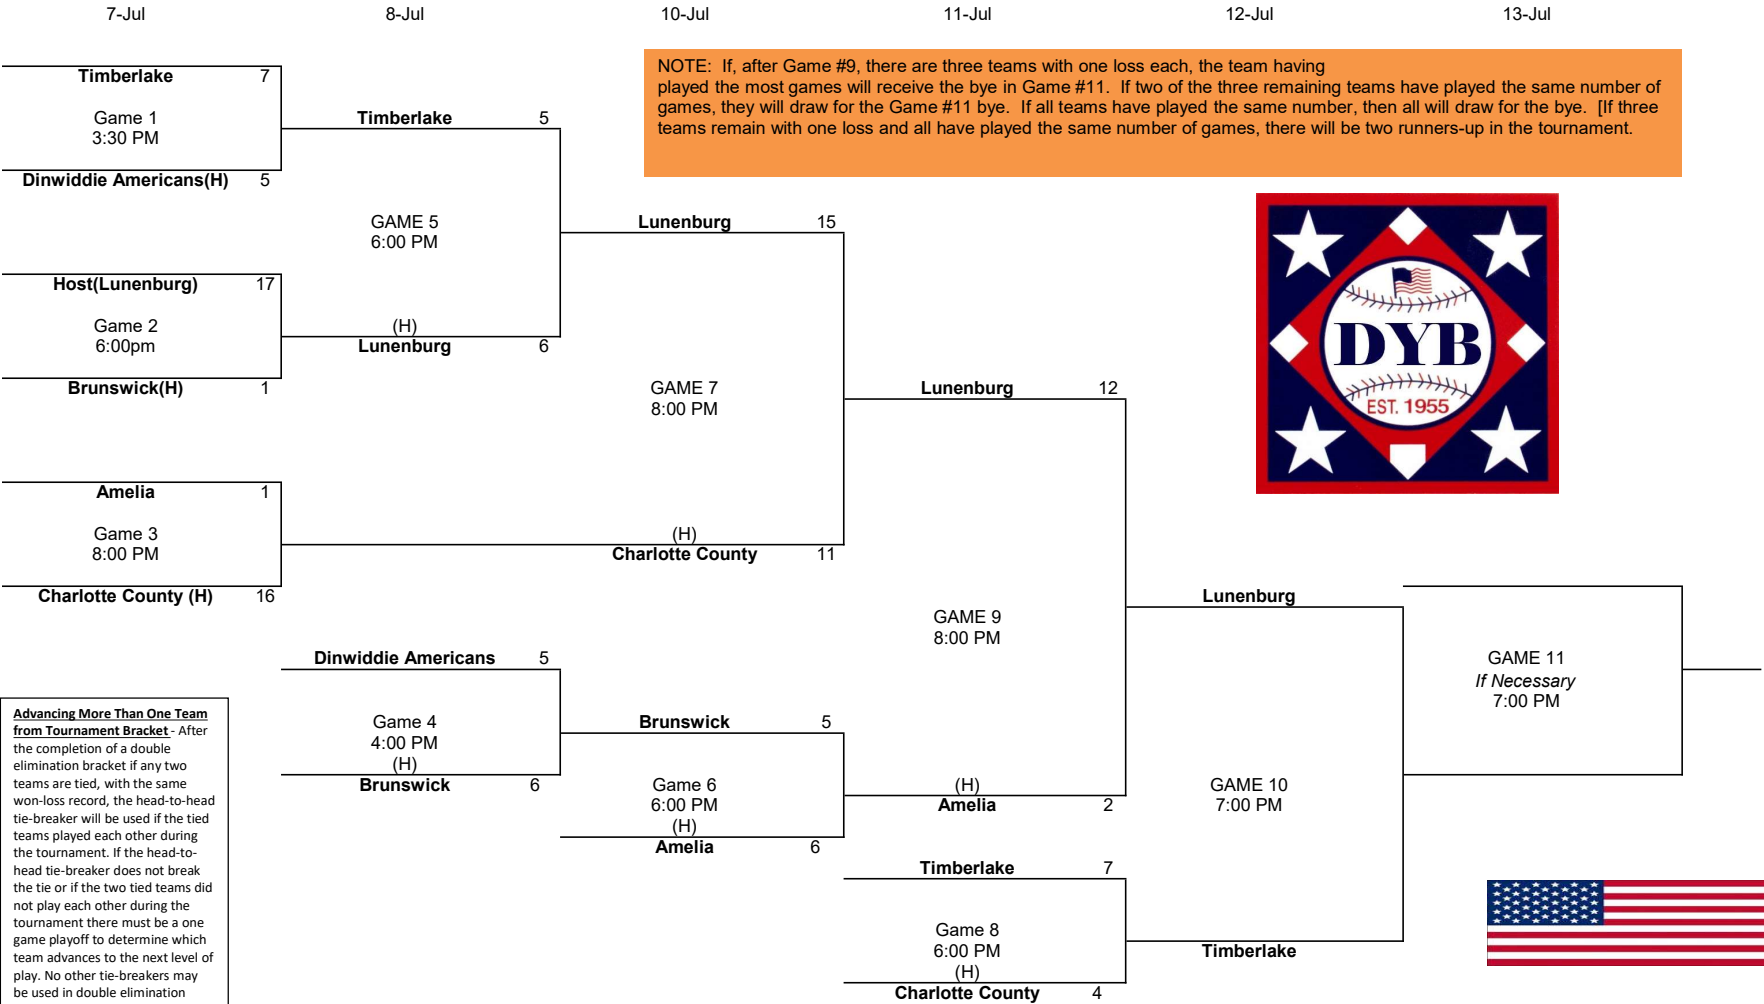 7-Jul 8-Jul 10-Jul 11-Jul 12-Jul 13-Jul
NOTE:  If, after Game #9, there are three teams with one loss each, the team having
played the most games will receive the bye in Game #11.  If two of the three remaining teams have played the same number of
games, they will draw for the Game #11 bye.  If all teams have played the same number, then all will draw for the bye.  [If three
teams remain with one loss and all have played the same number of games, there will be two runners-up in the tournament.
Timberlake 7
Game 1
3:30 PM
Dinwiddie Americans(H) 5
Host(Lunenburg) 17
Game 2
6:00pm
Brunswick(H) 1
Amelia 1
Game 3
8:00 PM
Charlotte County (H) 16
Timberlake 5
GAME 5
6:00 PM
(H)
Lunenburg 6
Dinwiddie Americans 5
Game 4
4:00 PM
(H)
Brunswick 6
Lunenburg 15
GAME 7
8:00 PM
(H)
Charlotte County 11
Brunswick 5
Game 6
6:00 PM
(H)
Amelia 6
Lunenburg 12
GAME 9
8:00 PM
(H)
Amelia 2
Timberlake 7
Game 8
6:00 PM
(H)
Charlotte County 4
Lunenburg
GAME 10
7:00 PM
Timberlake
GAME 11
If Necessary
7:00 PM
DYB
EST. 1955
Advancing More Than One Team
from Tournament Bracket - After
the completion of a double
elimination bracket if any two
teams are tied, with the same
won-loss record, the head-to-head
tie-breaker will be used if the tied
teams played each other during
the tournament. If the head-to-
head tie-breaker does not break
the tie or if the two tied teams did
not play each other during the
tournament there must be a one
game playoff to determine which
team advances to the next level of
play. No other tie-breakers may
be used in double elimination